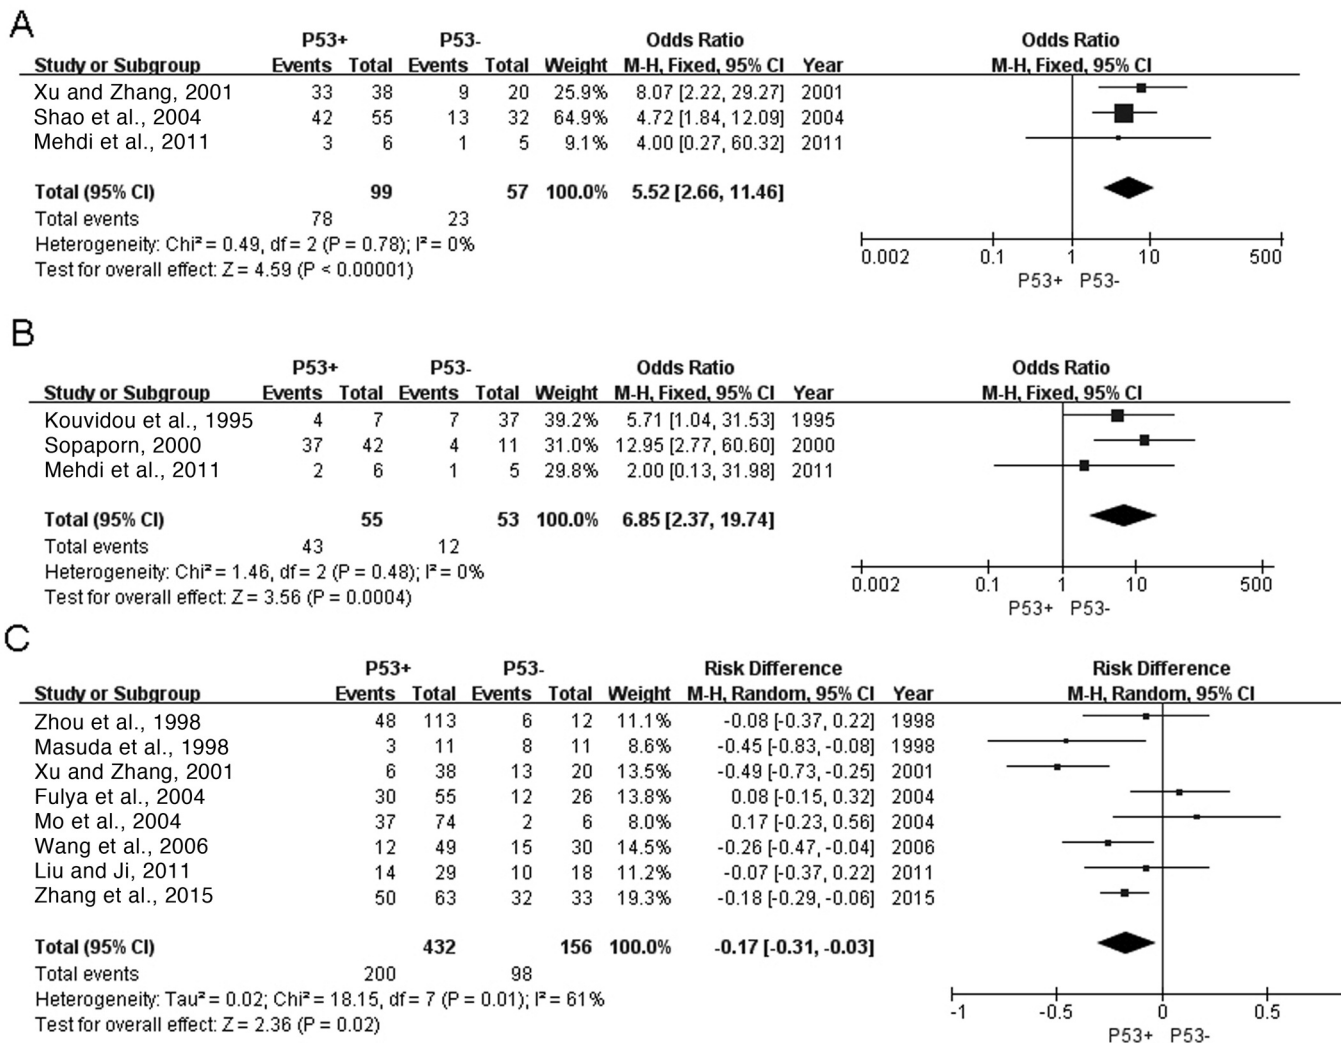 A
P53+ P53- Odds Ratio Odds Ratio
Study or Subgroup Events Total Events Total Weight M-H, Fixed, 95% CI Year M-H, Fixed, 95% CI
Xu and Zhang, 2001 33 38 9 20 25.9% 8.07 [2.22, 29.27] 2001
Shao et al., 2004 42 55 13 32 64.9% 4.72 [1.84, 12.09] 2004
Mehdi et al., 2011 3 6 1 5 9.1% 4.00 [0.27, 60.32] 2011
Total (95% CI) 99 57 100.0% 5.52 [2.66, 11.46]
Total events 78 23
Heterogeneity: Chi² = 0.49, df = 2 (P = 0.78); I² = 0%
Test for overall effect: Z = 4.59 (P < 0.00001)
0.002 0.1 1 10 500
P53+ P53-
B
P53+ P53- Odds Ratio Odds Ratio
Study or Subgroup Events Total Events Total Weight M-H, Fixed, 95% CI Year M-H, Fixed, 95% CI
Kouvidou et al., 1995 4 7 7 37 39.2% 5.71 [1.04, 31.53] 1995
Sopaporn, 2000 37 42 4 11 31.0% 12.95 [2.77, 60.60] 2000
Mehdi et al., 2011 2 6 1 5 29.8% 2.00 [0.13, 31.98] 2011
Total (95% CI) 55 53 100.0% 6.85 [2.37, 19.74]
Total events 43 12
Heterogeneity: Chi² = 1.46, df = 2 (P = 0.48); I² = 0%
Test for overall effect: Z = 3.56 (P = 0.0004)
0.002 0.1 1 10 500
P53+ P53-
C
P53+ P53- Risk Difference Risk Difference
Study or Subgroup Events Total Events Total Weight M-H, Random, 95% CI Year M-H, Random, 95% CI
Zhou et al., 1998 48 113 6 12 11.1% -0.08 [-0.37, 0.22] 1998
Masuda et al., 1998 3 11 8 11 8.6% -0.45 [-0.83, -0.08] 1998
Xu and Zhang, 2001 6 38 13 20 13.5% -0.49 [-0.73, -0.25] 2001
Fulya et al., 2004 30 55 12 26 13.8% 0.08 [-0.15, 0.32] 2004
Mo et al., 2004 37 74 2 6 8.0% 0.17 [-0.23, 0.56] 2004
Wang et al., 2006 12 49 15 30 14.5% -0.26 [-0.47, -0.04] 2006
Liu and Ji, 2011 14 29 10 18 11.2% -0.07 [-0.37, 0.22] 2011
Zhang et al., 2015 50 63 32 33 19.3% -0.18 [-0.29, -0.06] 2015
Total (95% CI) 432 156 100.0% -0.17 [-0.31, -0.03]
Total events 200 98
Heterogeneity: Tau² = 0.02; Chi² = 18.15, df = 7 (P = 0.01); I² = 61%
Test for overall effect: Z = 2.36 (P = 0.02)
-1 -0.5 0 0.5
P53+ P53-